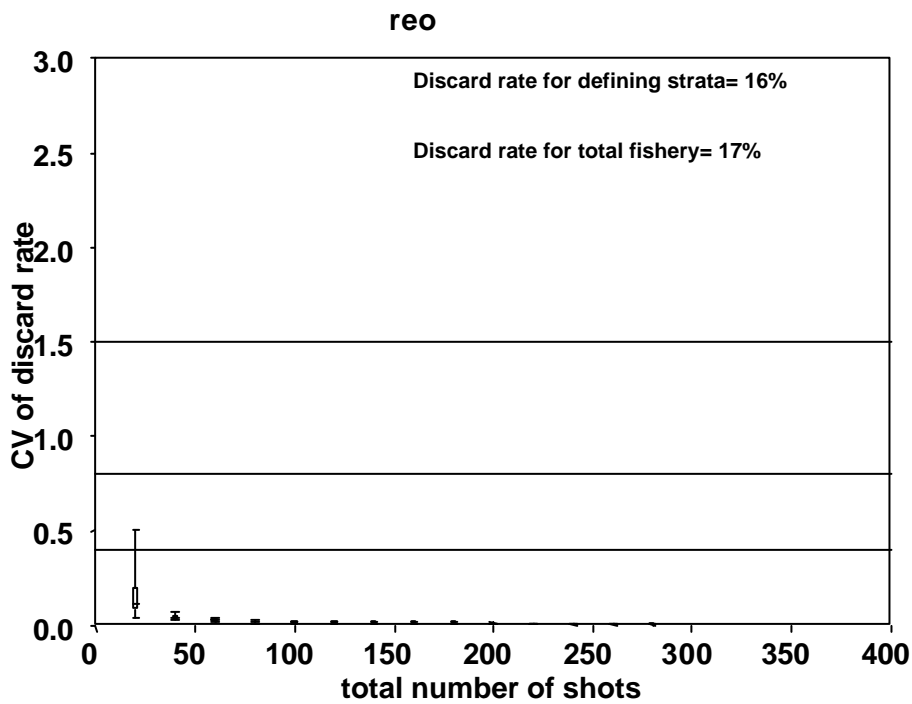 reo
Discard rate for defining strata= 16%
Discard rate for total fishery= 17%
CV of discard rate
3.0
2.5
2.0
1.5
1.0
0.5
0.0
0 50 100 150 200 250 300 350 400
total number of shots